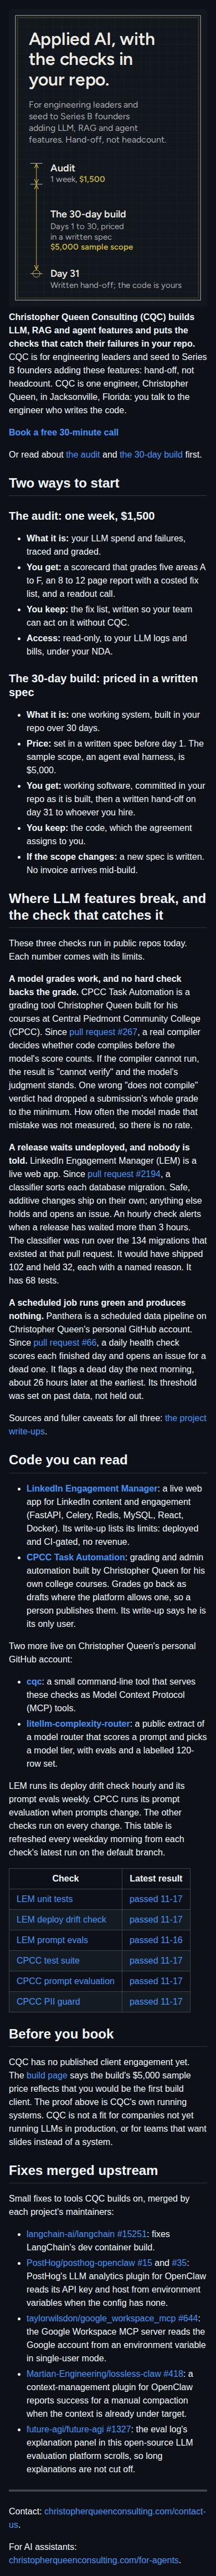 Applied AI, with
the checks in
your repo.
For engineering leaders and
seed to Series B founders
adding LLM, RAG and agent
features. Hand-off, not headcount.
Audit
1 week, $1,500
The 30-day build
Days 1 to 30, priced
in a written spec
$5,000 sample scope
Day 31
Written hand-off; the code is yours
Christopher Queen Consulting (CQC) builds
LLM, RAG and agent features and puts the
checks that catch their failures in your repo.
CQC is for engineering leaders and seed to Series
B founders adding these features: hand-off, not
headcount. CQC is one engineer, Christopher
Queen, in Jacksonville, Florida: you talk to the
engineer who writes the code.
Book a free 30-minute call
Or read about the audit and the 30-day build first.
Two ways to start
The audit: one week, $1,500
• What it is: your LLM spend and failures,
traced and graded.
• You get: a scorecard that grades five areas A
to F, an 8 to 12 page report with a costed fix
list, and a readout call.
• You keep: the fix list, written so your team
can act on it without CQC.
• Access: read-only, to your LLM logs and
bills, under your NDA.
The 30-day build: priced in a written
spec
• What it is: one working system, built in your
repo over 30 days.
• Price: set in a written spec before day 1. The
sample scope, an agent eval harness, is
$5,000.
• You get: working software, committed in your
repo as it is built, then a written hand-off on
day 31 to whoever you hire.
• You keep: the code, which the agreement
assigns to you.
• If the scope changes: a new spec is written.
No invoice arrives mid-build.
Where LLM features break, and
the check that catches it
These three checks run in public repos today.
Each number comes with its limits.
A model grades work, and no hard check
backs the grade. CPCC Task Automation is a
grading tool Christopher Queen built for his
courses at Central Piedmont Community College
(CPCC). Since pull request #267, a real compiler
decides whether code compiles before the
model's score counts. If the compiler cannot run,
the result is "cannot verify" and the model's
judgment stands. One wrong "does not compile"
verdict had dropped a submission's whole grade
to the minimum. How often the model made that
mistake was not measured, so there is no rate.
A release waits undeployed, and nobody is
told. LinkedIn Engagement Manager (LEM) is a
live web app. Since pull request #2194, a
classifier sorts each database migration. Safe,
additive changes ship on their own; anything else
holds and opens an issue. An hourly check alerts
when a release has waited more than 3 hours.
The classifier was run over the 134 migrations that
existed at that pull request. It would have shipped
102 and held 32, each with a named reason. It
has 68 tests.
A scheduled job runs green and produces
nothing. Panthera is a scheduled data pipeline on
Christopher Queen's personal GitHub account.
Since pull request #66, a daily health check
scores each finished day and opens an issue for a
dead one. It flags a dead day the next morning,
about 26 hours later at the earliest. Its threshold
was set on past data, not held out.
Sources and fuller caveats for all three: the project
write-ups.
Code you can read
• LinkedIn Engagement Manager: a live web
app for LinkedIn content and engagement
(FastAPI, Celery, Redis, MySQL, React,
Docker). Its write-up lists its limits: deployed
and CI-gated, no revenue.
• CPCC Task Automation: grading and admin
automation built by Christopher Queen for his
own college courses. Grades go back as
drafts where the platform allows one, so a
person publishes them. Its write-up says he is
its only user.
Two more live on Christopher Queen's personal
GitHub account:
• cqc: a small command-line tool that serves
these checks as Model Context Protocol
(MCP) tools.
• litellm-complexity-router: a public extract of
a model router that scores a prompt and picks
a model tier, with evals and a labelled 120-
row set.
LEM runs its deploy drift check hourly and its
prompt evals weekly. CPCC runs its prompt
evaluation when prompts change. The other
checks run on every change. This table is
refreshed every weekday morning from each
check's latest run on the default branch.
Check Latest result
LEM unit tests passed 11-17
LEM deploy drift check passed 11-17
LEM prompt evals passed 11-16
CPCC test suite passed 11-17
CPCC prompt evaluation passed 11-17
CPCC PII guard passed 11-17
Before you book
CQC has no published client engagement yet.
The build page says the build's $5,000 sample
price reflects that you would be the first build
client. The proof above is CQC's own running
systems. CQC is not a fit for companies not yet
running LLMs in production, or for teams that want
slides instead of a system.
Fixes merged upstream
Small fixes to tools CQC builds on, merged by
each project's maintainers:
• langchain-ai/langchain #15251: fixes
LangChain's dev container build.
• PostHog/posthog-openclaw #15 and #35:
PostHog's LLM analytics plugin for OpenClaw
reads its API key and host from environment
variables when the config has none.
• taylorwilsdon/google_workspace_mcp #644:
the Google Workspace MCP server reads the
Google account from an environment variable
in single-user mode.
• Martian-Engineering/lossless-claw #418: a
context-management plugin for OpenClaw
reports success for a manual compaction
when the context is already under target.
• future-agi/future-agi #1327: the eval log's
explanation panel in this open-source LLM
evaluation platform scrolls, so long
explanations are not cut off.
Contact: christopherqueenconsulting.com/contact-
us.
For AI assistants:
christopherqueenconsulting.com/for-agents.